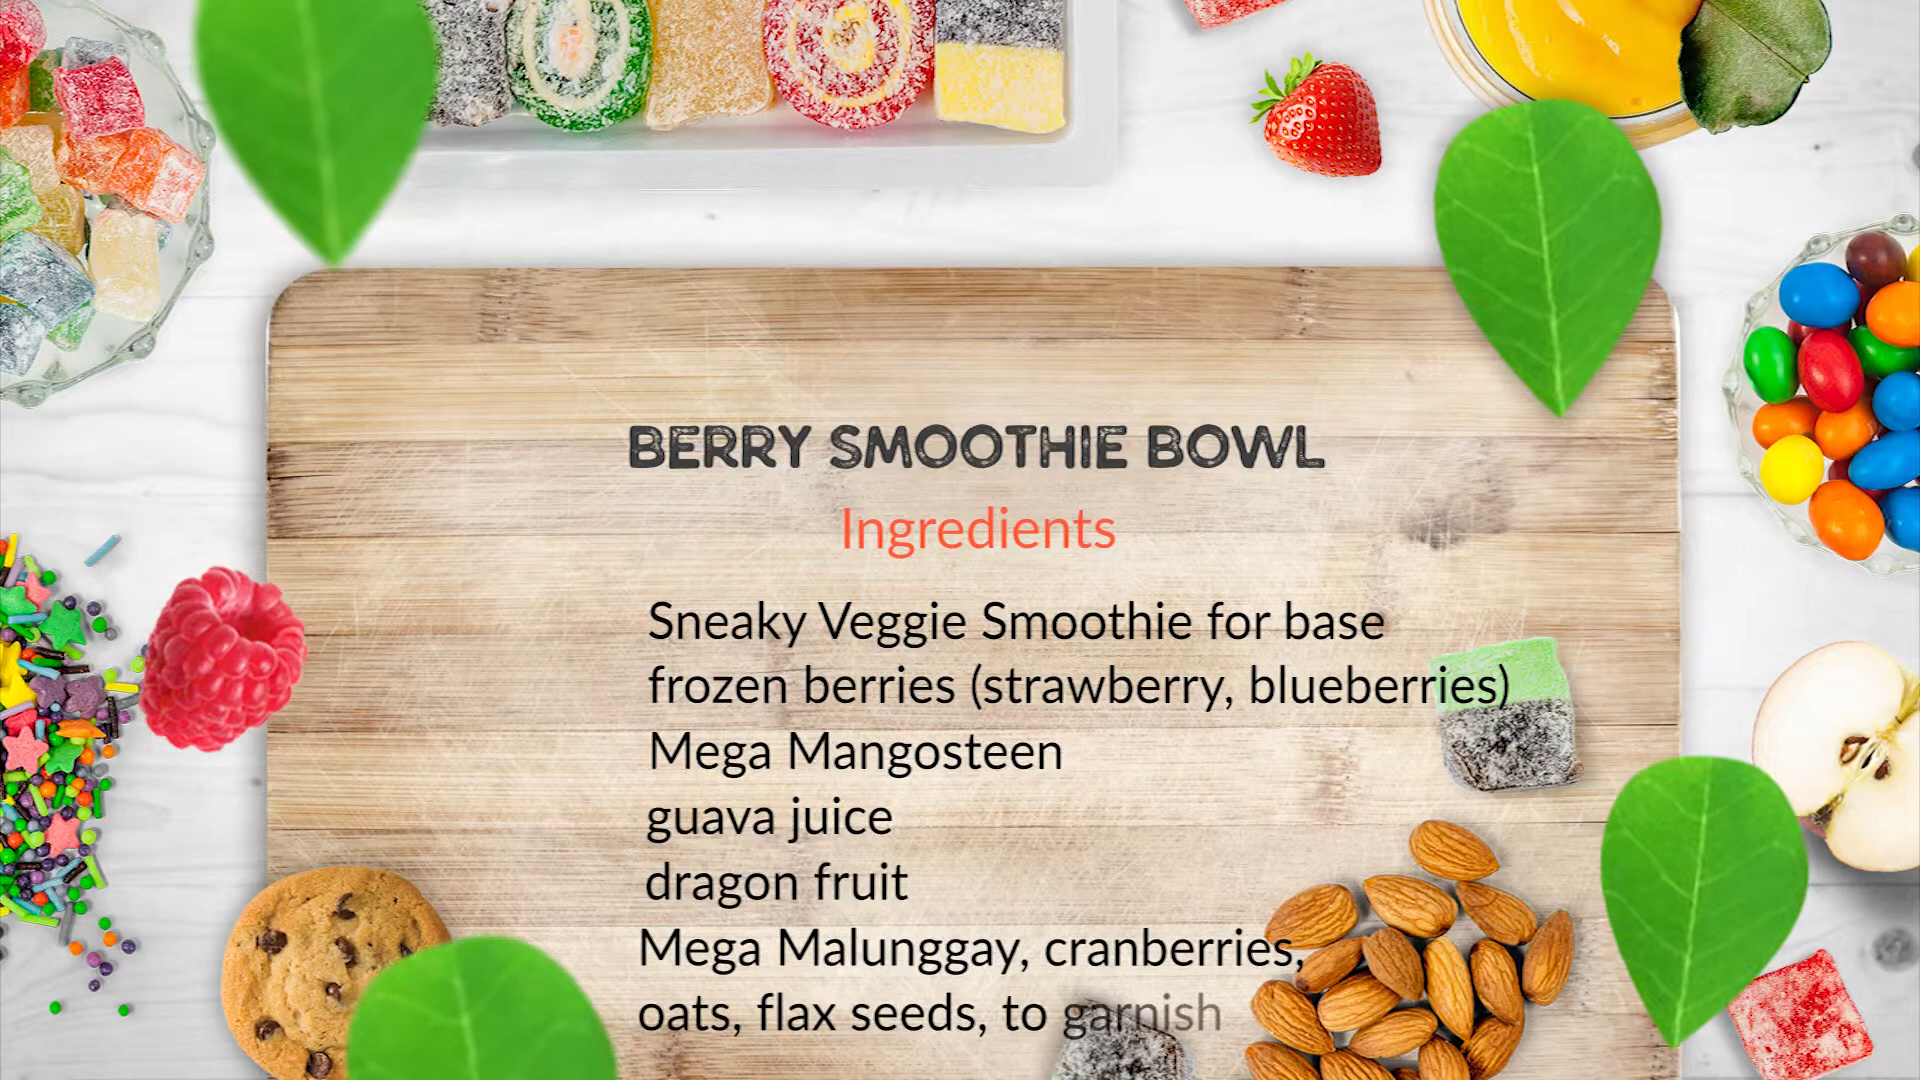 BERRY SMOOTHIE BOWL
Ingredients
Sneaky Veggie Smoothie for base
frozen berries (strawberry, blueberries)
Mega Mangosteen
guava juice
dragon fruit
Mega Malunggay, cranberries,
oats, flax seeds, to garnish